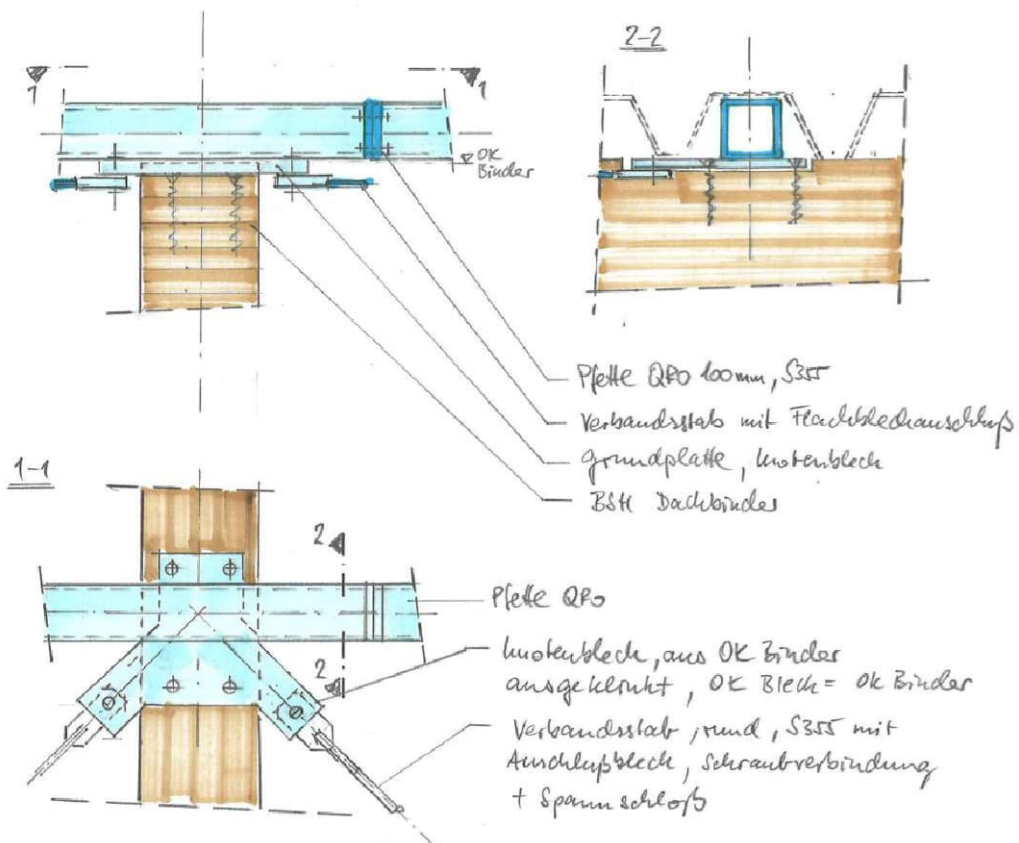 2-2
1
1
OK
Binder
Pfette QRO 100mm, S355
Verbandsstab mit Flachblechanschluß
Grundplatte, Knotenblech
BSH Dachbinder
1-1
2
Pfette QRO
2
Knotenblech, aus OK Binder
ausgeklinkt, OK Blech = OK Binder
Verbandsstab, rund, S355 mit
Anschlußblech, Schraubverbindung
+ Spannschloß